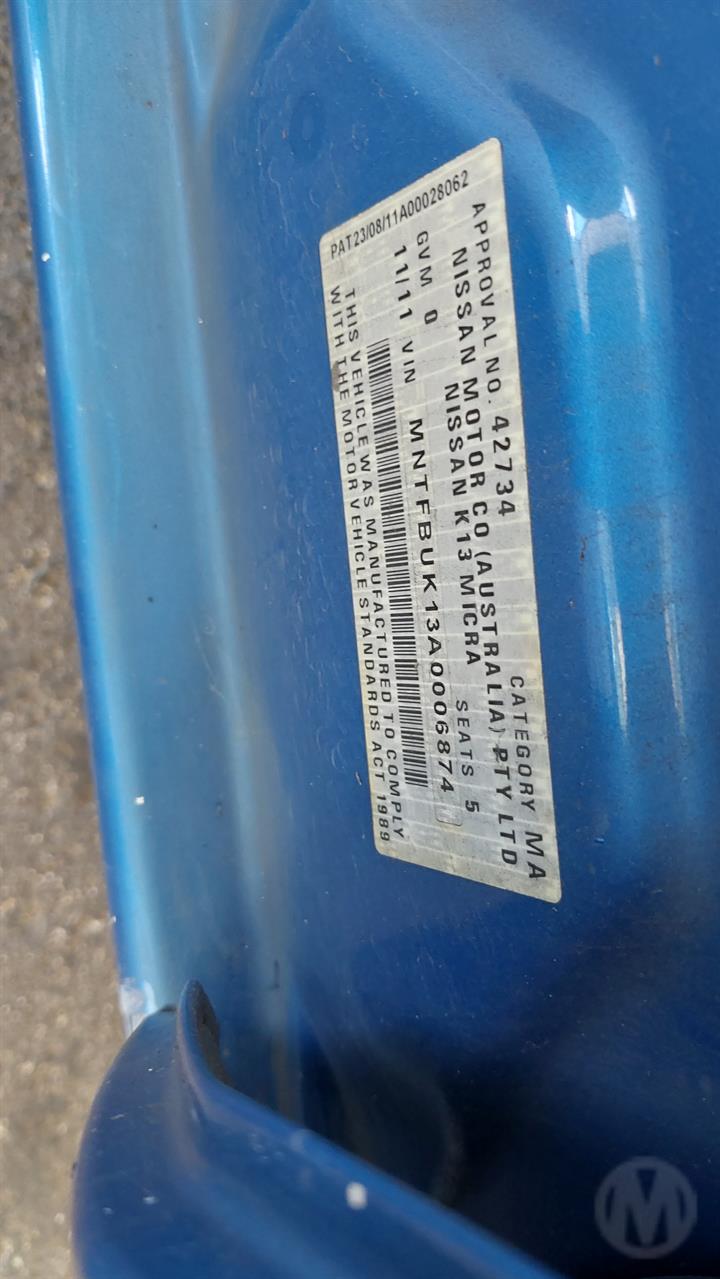 APPROVAL NO. 42734 CATEGORY MA
NISSAN MOTOR CO (AUSTRALIA) PTY LTD
NISSAN K13 MICRA SEATS 5
GVM 0
11/11 VIN MNTFBUK13A0006874
THIS VEHICLE WAS MANUFACTURED TO COMPLY
WITH THE MOTOR VEHICLE STANDARDS ACT 1989
PAT23/08/11A00028062
M